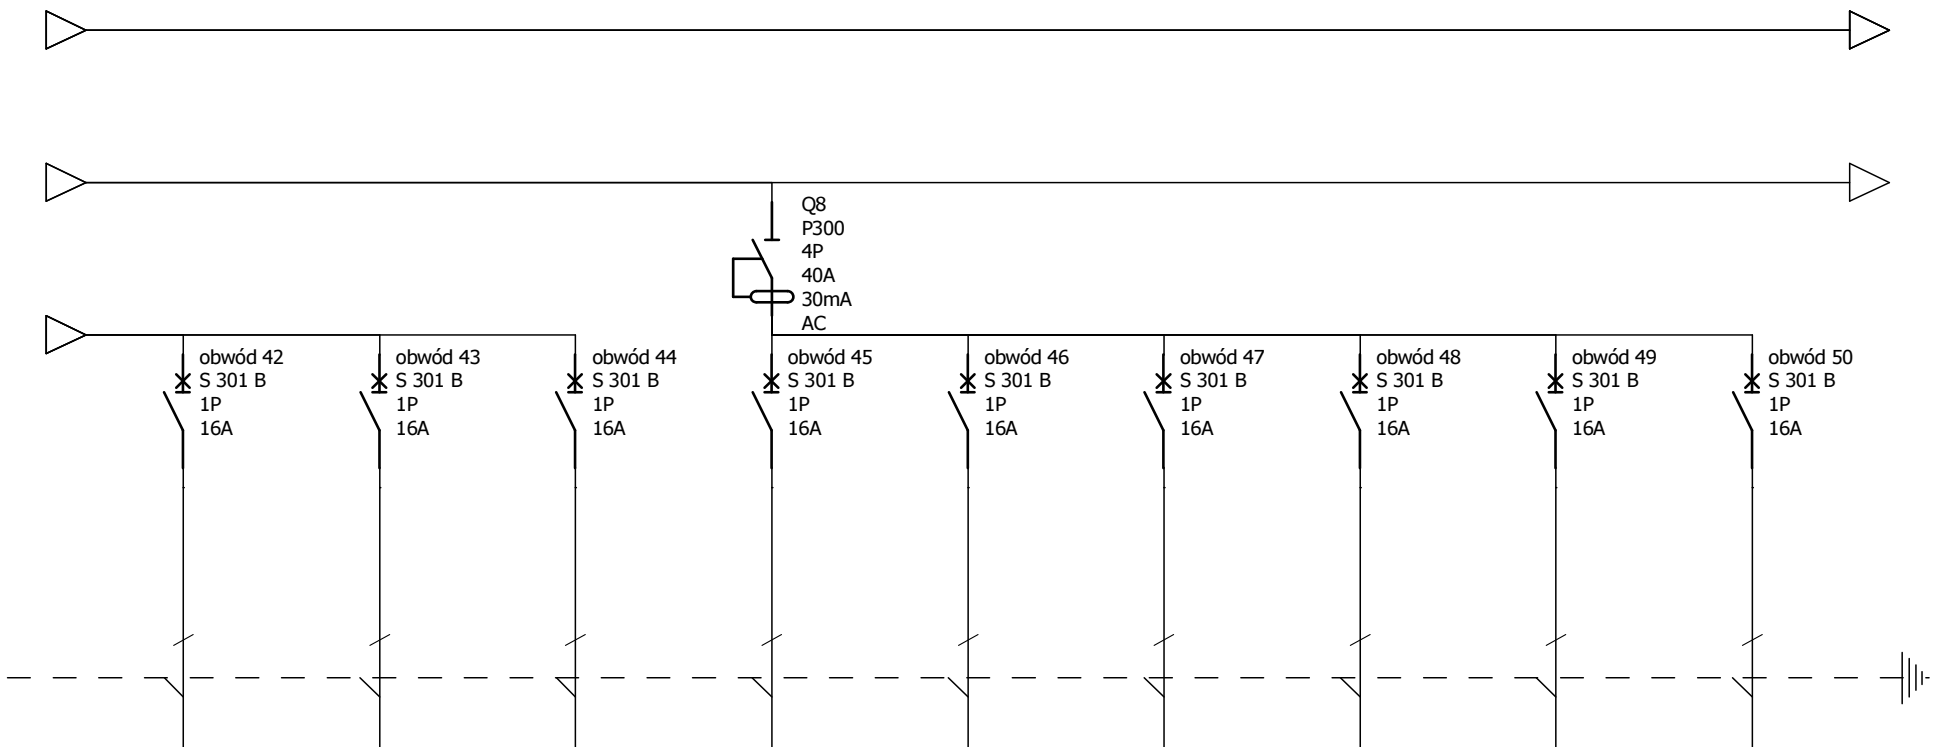 Q8
P300
4P
40A
30mA
AC
obwód 42
S 301 B
1P
16A
obwód 43
S 301 B
1P
16A
obwód 44
S 301 B
1P
16A
obwód 45
S 301 B
1P
16A
obwód 46
S 301 B
1P
16A
obwód 47
S 301 B
1P
16A
obwód 48
S 301 B
1P
16A
obwód 49
S 301 B
1P
16A
obwód 50
S 301 B
1P
16A